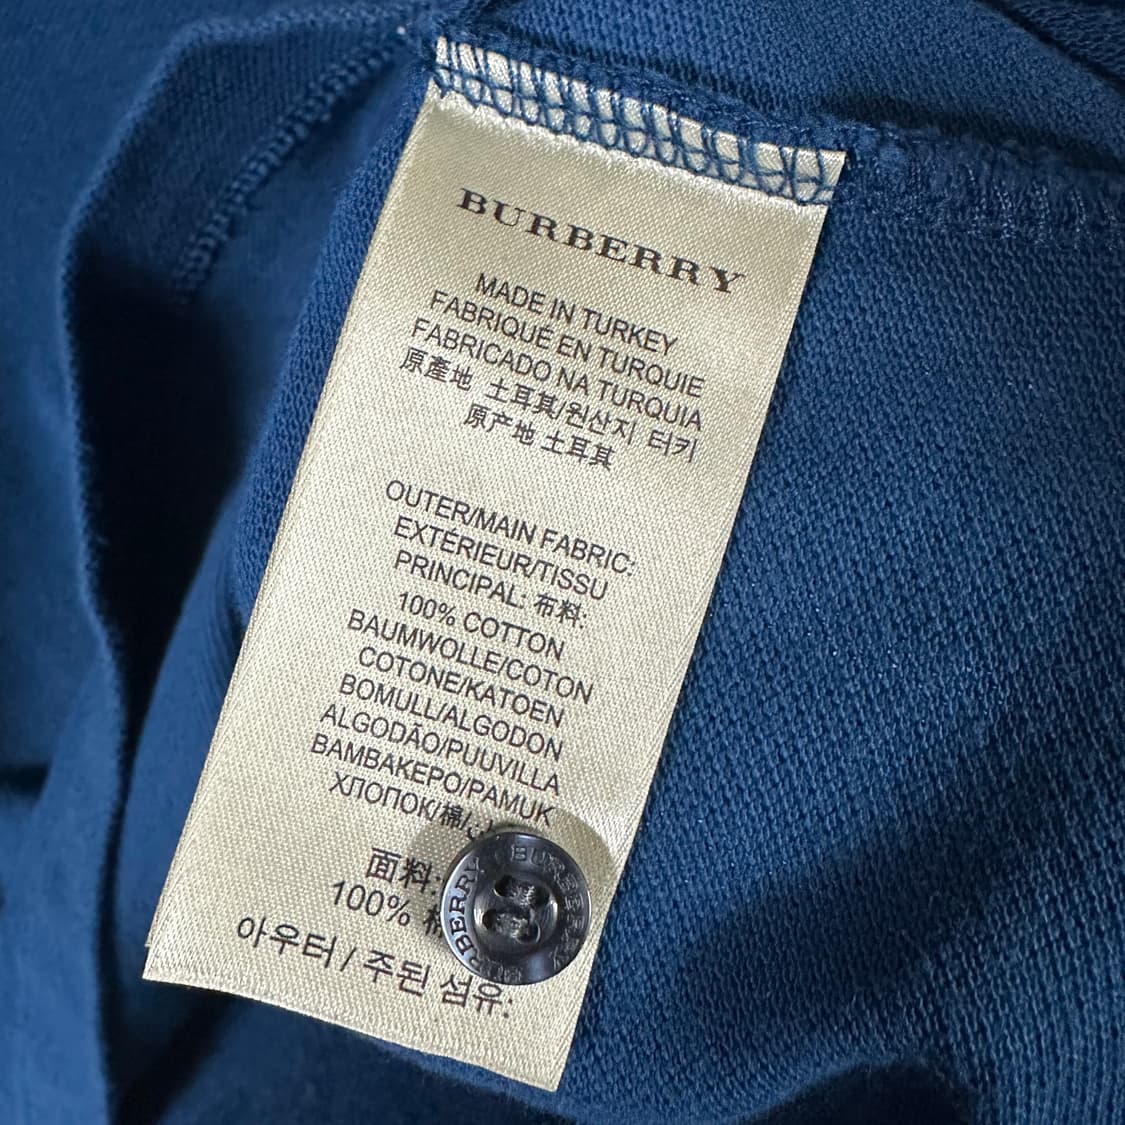 BURBERRY
MADE IN TURKEY
FABRIQUÉ EN TURQUIE
FABRICADO NA TURQUIA
原產地 土耳其/원산지 터키
原产地 土耳其
OUTER/MAIN FABRIC:
EXTÉRIEUR/TISSU
PRINCIPAL: 布料:
100% COTTON
BAUMWOLLE/COTON
COTONE/KATOEN
BOMULL/ALGODON
ALGODÃO/PUUVILLA
BAMBAKEPO/PAMUK
ХЛОПОК/棉/
面料:
100%
아우터 / 주된 섬유:
BURBERRY BURBERRY